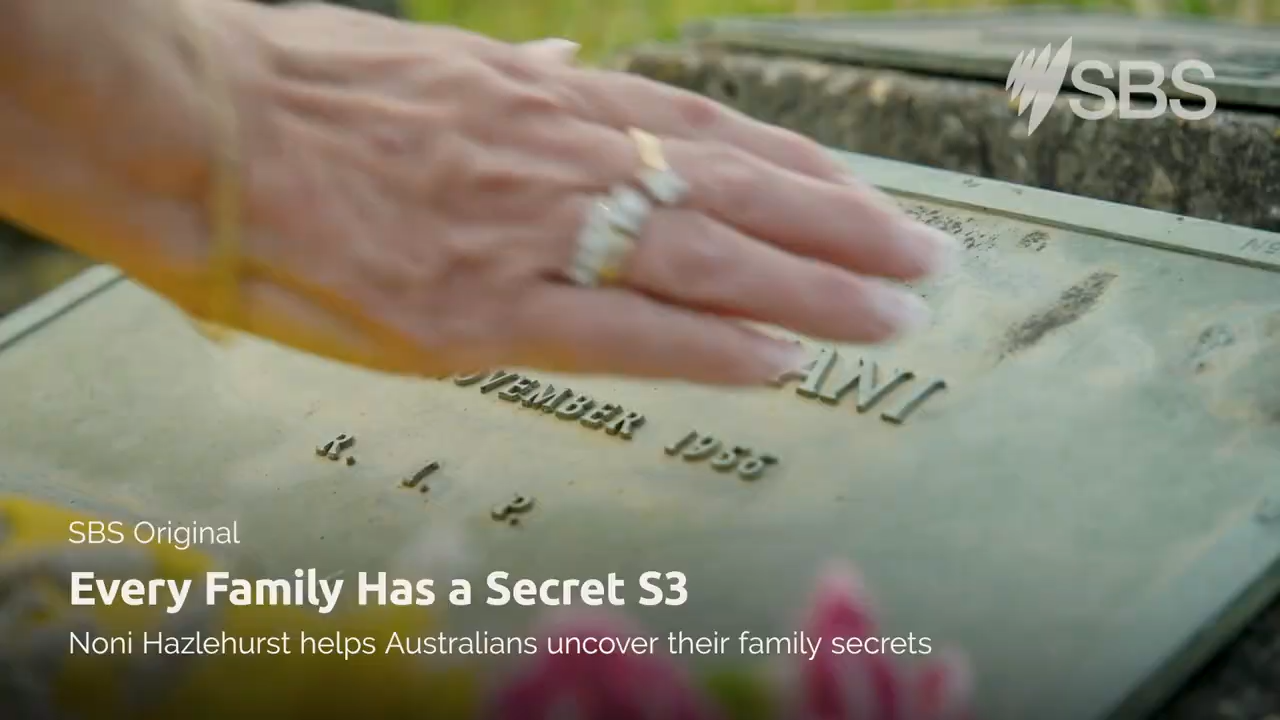 SBS
ANI
NOVEMBER 1956
R. I. P.
SBS Original
Every Family Has a Secret S3
Noni Hazlehurst helps Australians uncover their family secrets